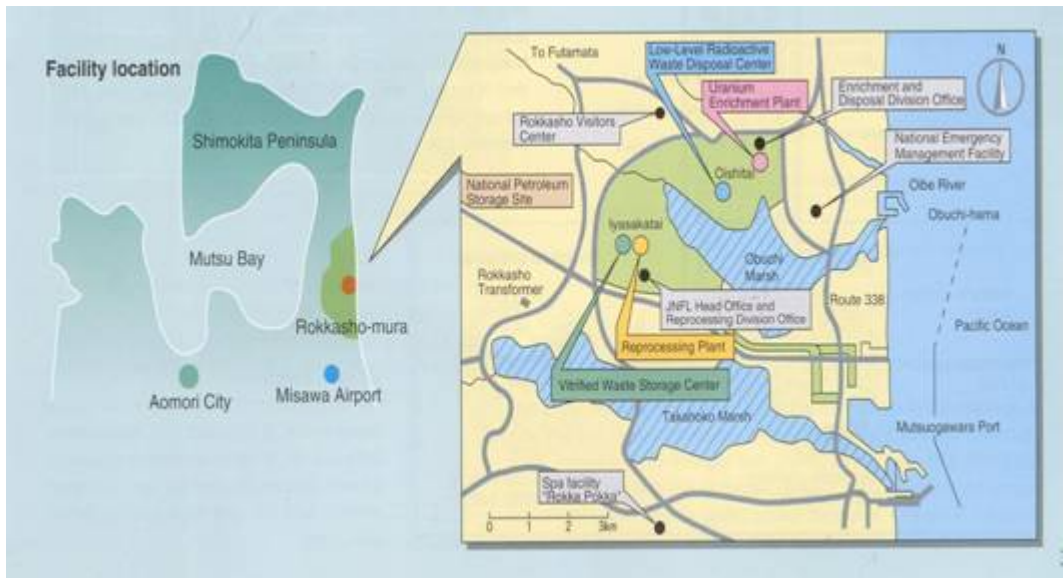 Facility location
Shimokita Peninsula
Mutsu Bay
Rokkasho-mura
Aomori City
Misawa Airport
To Futamata
Low-Level Radioactive
Waste Disposal Center
Uranium
Enrichment Plant
Enrichment and
Disposal Division Office
N
Rokkasho Visitors
Center
National Emergency
Management Facility
Oishitai
National Petroleum
Storage Site
Oibe River
Obuchi-hama
Iyasakatai
Obuchi
Marsh
Rokkasho
Transformer
JNFL Head Office and
Reprocessing Division Office
Route 338
Pacific Ocean
Reprocessing Plant
Vitrified Waste Storage Center
Takahoko Marsh
Mutsuogawara Port
Spa facility
"Rokka Pokka"
0 1 2 3km